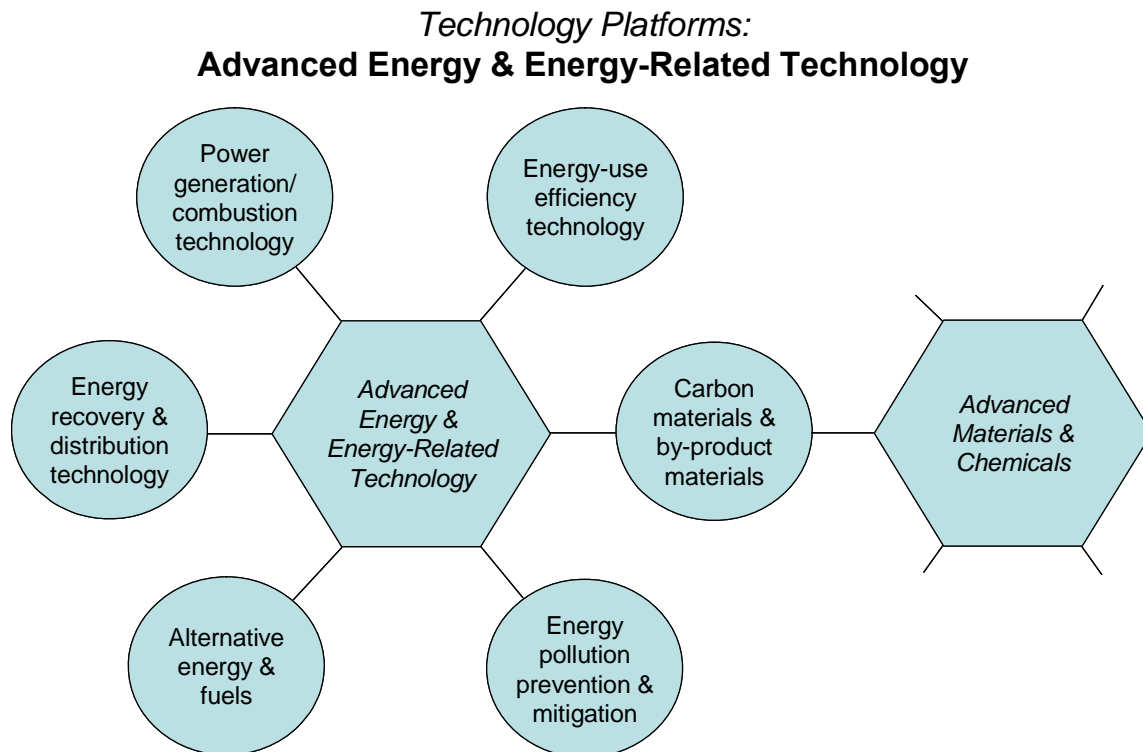 Technology Platforms:
Advanced Energy & Energy-Related Technology
Power
generation/
combustion
technology
Energy-use
efficiency
technology
Energy
recovery &
distribution
technology
Advanced
Energy &
Energy-Related
Technology
Carbon
materials &
by-product
materials
Advanced
Materials &
Chemicals
Alternative
energy &
fuels
Energy
pollution
prevention &
mitigation